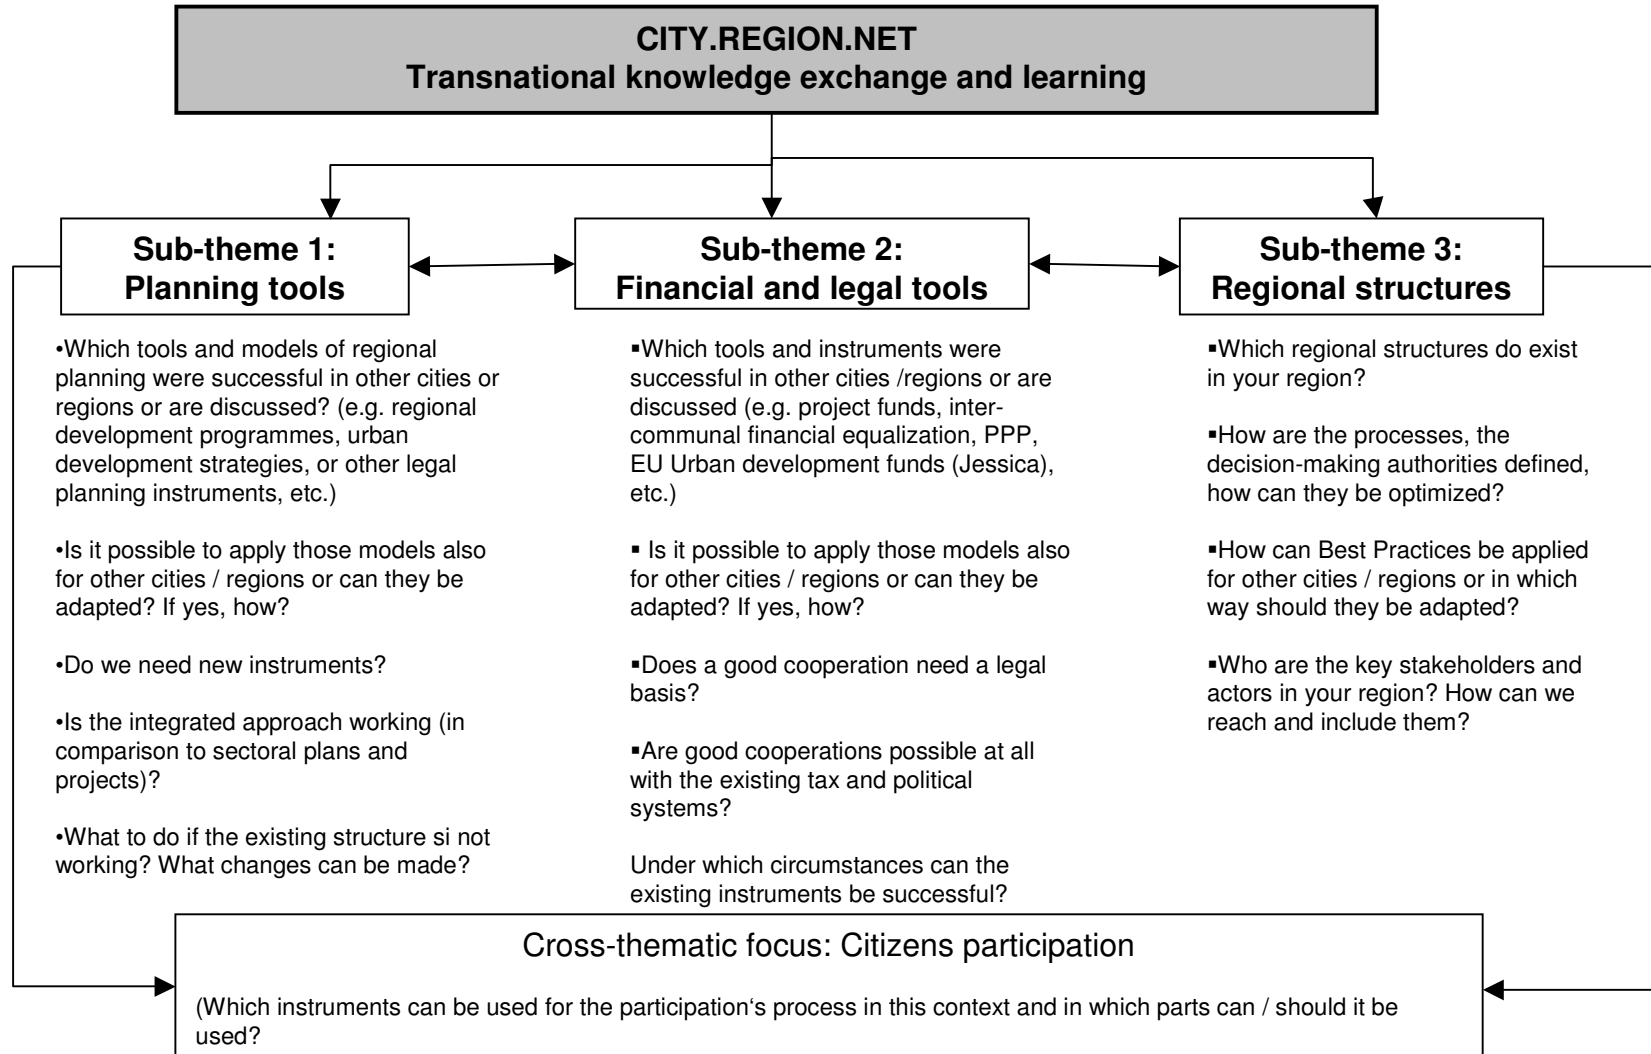 CITY.REGION.NET
Transnational knowledge exchange and learning
Sub-theme 1:
Planning tools
Sub-theme 2:
Financial and legal tools
Sub-theme 3:
Regional structures
•Which tools and models of regional
planning were successful in other cities or
regions or are discussed? (e.g. regional
development programmes, urban
development strategies, or other legal
planning instruments, etc.)
•Is it possible to apply those models also
for other cities / regions or can they be
adapted? If yes, how?
•Do we need new instruments?
•Is the integrated approach working (in
comparison to sectoral plans and
projects)?
•What to do if the existing structure si not
working? What changes can be made?
▪Which tools and instruments were
successful in other cities /regions or are
discussed (e.g. project funds, inter-
communal financial equalization, PPP,
EU Urban development funds (Jessica),
etc.)
▪ Is it possible to apply those models also
for other cities / regions or can they be
adapted? If yes, how?
▪Does a good cooperation need a legal
basis?
▪Are good cooperations possible at all
with the existing tax and political
systems?
Under which circumstances can the
existing instruments be successful?
▪Which regional structures do exist
in your region?
▪How are the processes, the
decision-making authorities defined,
how can they be optimized?
▪How can Best Practices be applied
for other cities / regions or in which
way should they be adapted?
▪Who are the key stakeholders and
actors in your region? How can we
reach and include them?
Cross-thematic focus: Citizens participation
(Which instruments can be used for the participation‘s process in this context and in which parts can / should it be
used?